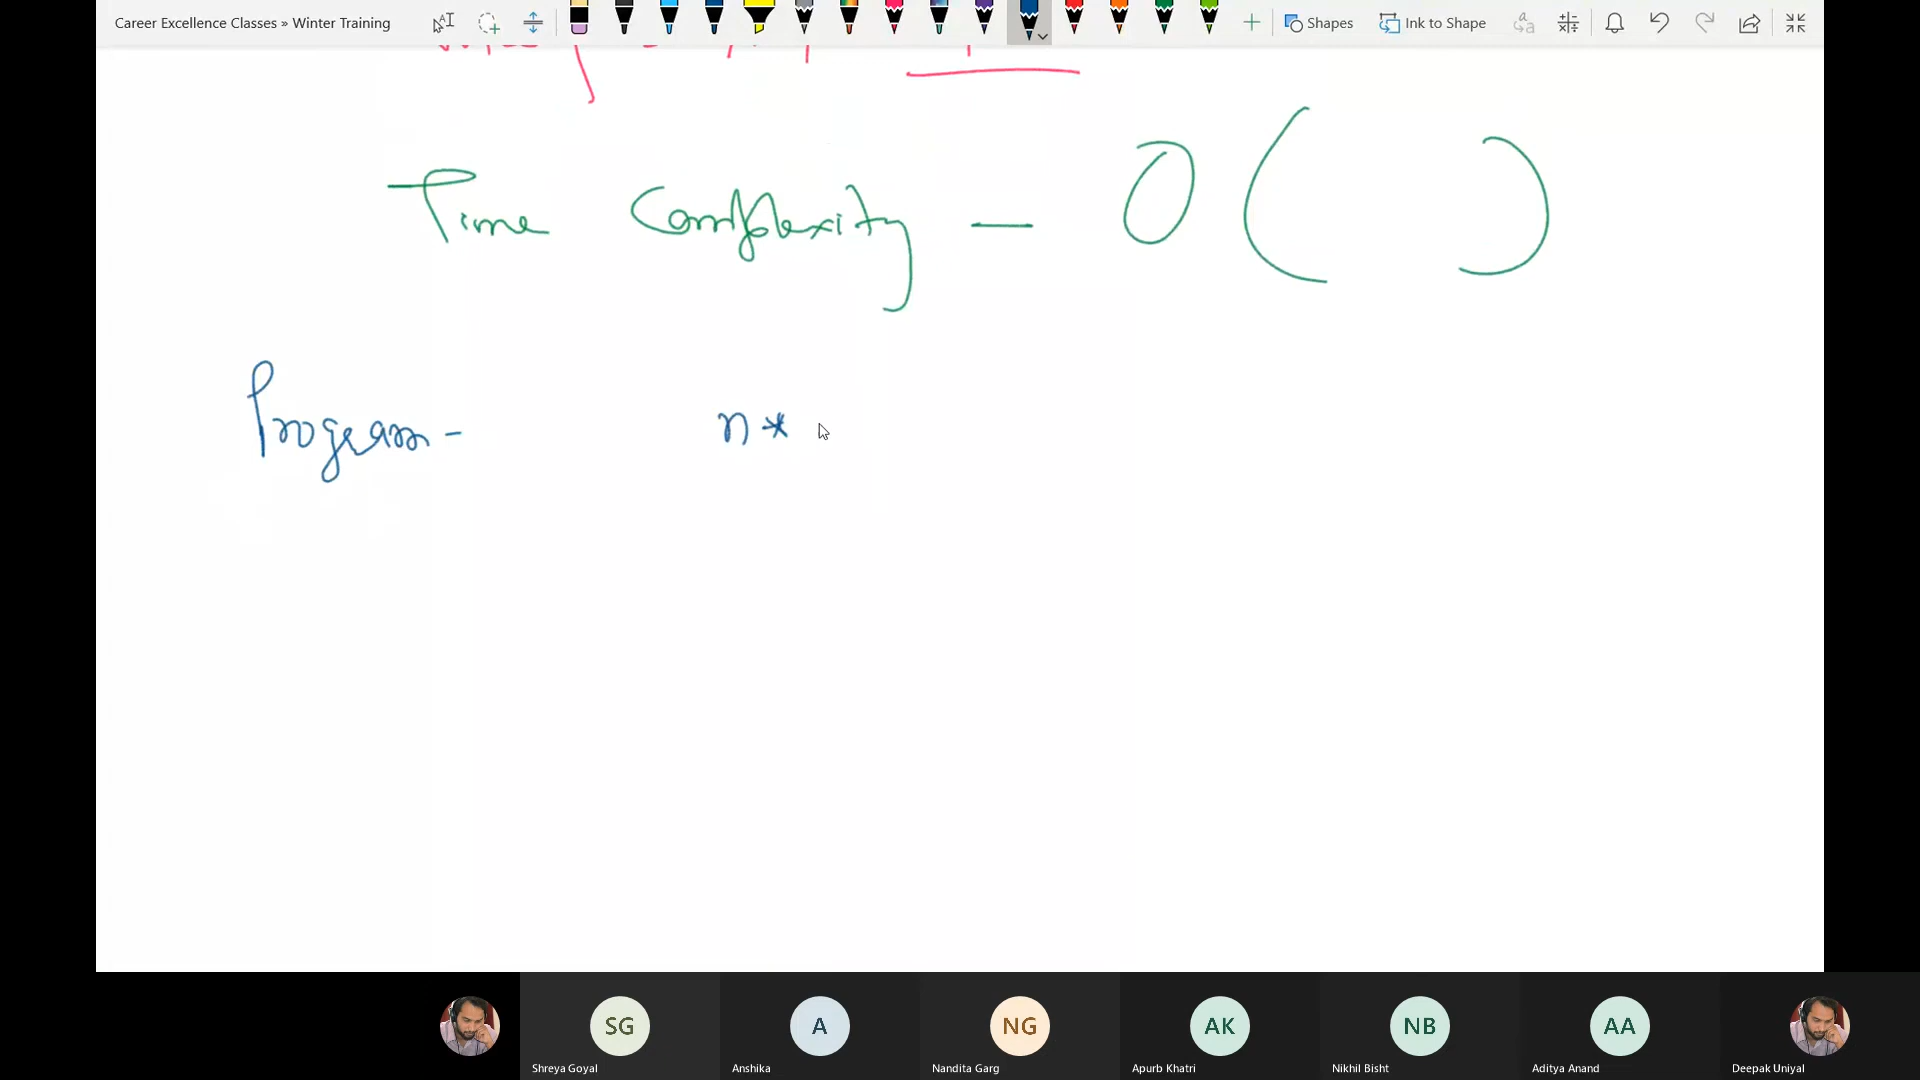 Career Excellence Classes » Winter Training
Shapes
Ink to Shape
Time Complexity — O ( )
Program - n *
SG
A
NG
AK
NB
AA
Shreya Goyal
Anshika
Nandita Garg
Apurb Khatri
Nikhil Bisht
Aditya Anand
Deepak Uniyal